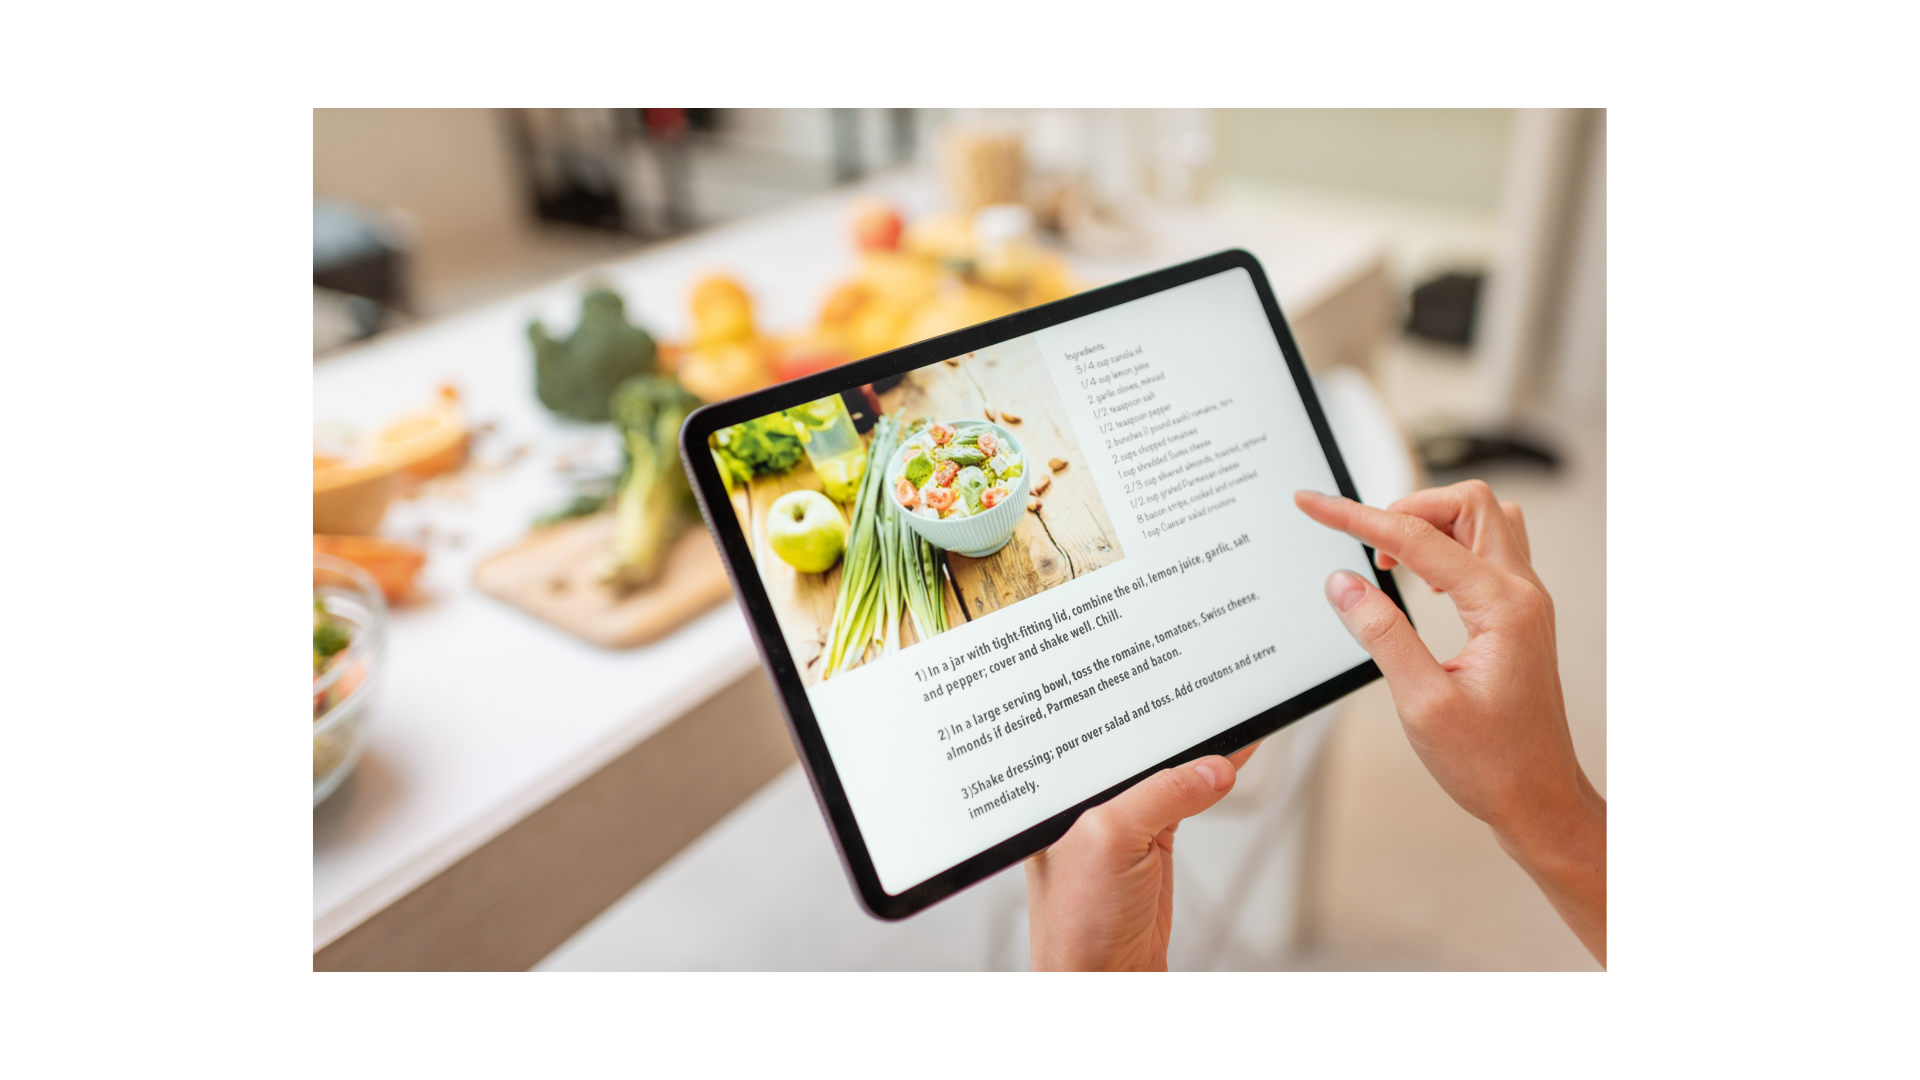 Ingredients:
3/4 cup canola oil
1/4 cup lemon juice
2 garlic cloves, minced
1/2 teaspoon salt
1/2 teaspoon pepper
2 bunches (1 pound each) romaine, torn
2 cups chopped tomatoes
1 cup shredded Swiss cheese
2/3 cup slivered almonds, toasted, optional
1/2 cup grated Parmesan cheese
8 bacon strips, cooked and crumbled
1 cup Caesar salad croutons
1) In a jar with tight-fitting lid, combine the oil, lemon juice, garlic, salt
and pepper; cover and shake well. Chill.
2) In a large serving bowl, toss the romaine, tomatoes, Swiss cheese,
almonds if desired, Parmesan cheese and bacon.
3)Shake dressing; pour over salad and toss. Add croutons and serve
immediately.